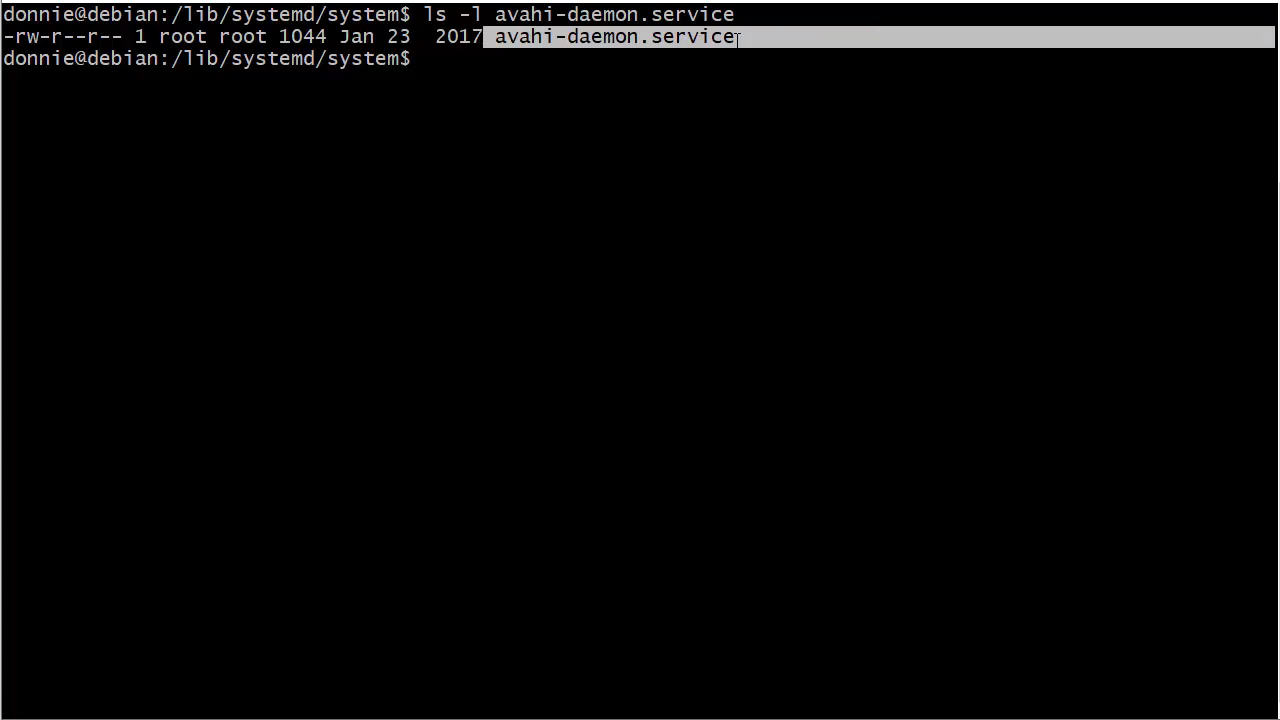 donnie@debian:/lib/systemd/system$ ls -l avahi-daemon.service
-rw-r--r-- 1 root root 1044 Jan 23  2017 avahi-daemon.service
donnie@debian:/lib/systemd/system$